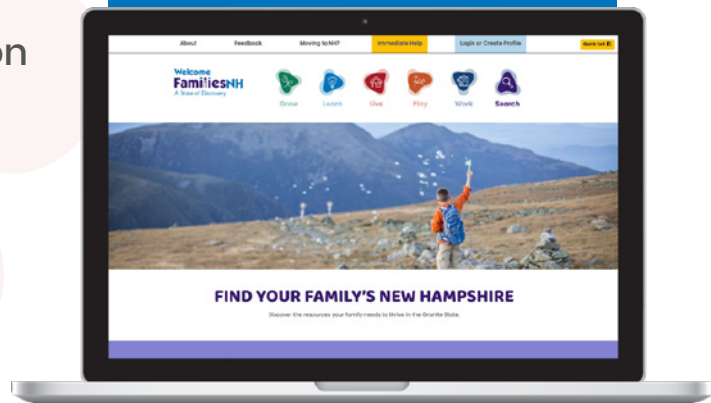 on
About Feedback Moving to NH? Immediate Help Login or Create Profile Quick Exit
Welcome
FamiliesNH
A State of Discovery
Grow Learn Live Play Work Search
FIND YOUR FAMILY'S NEW HAMPSHIRE
Discover the resources your family needs to thrive in the Granite State.